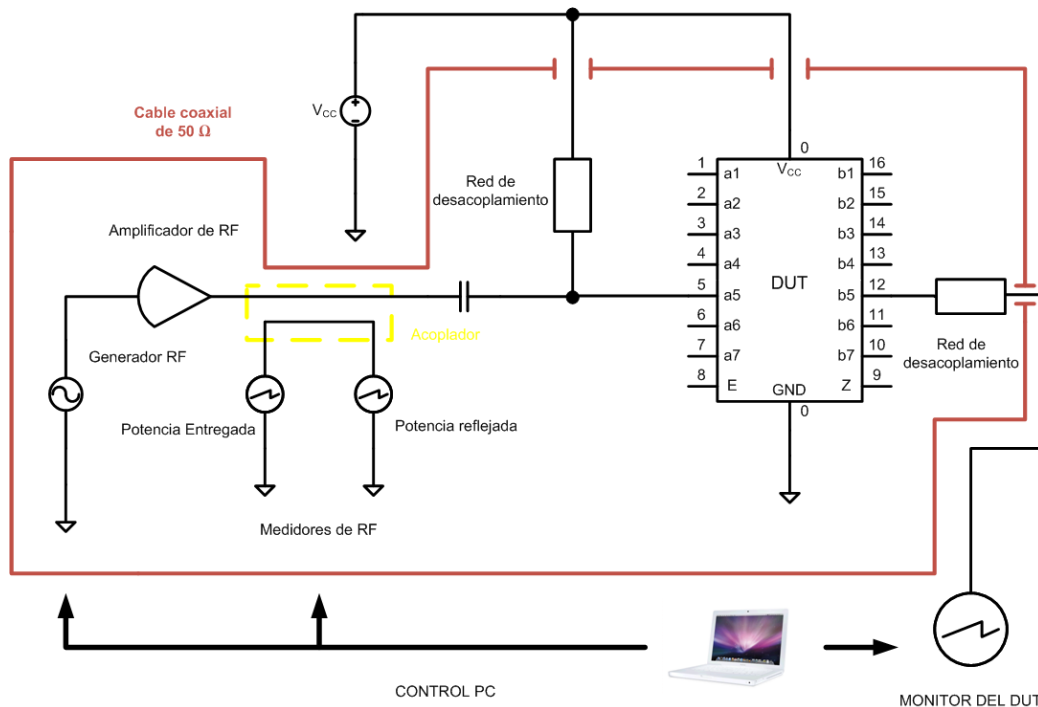 Cable coaxial
de 50 Ω
V_CC
Red de
desacoplamiento
Amplificador de RF
Generador RF
Acoplador
Potencia Entregada
Potencia reflejada
Medidores de RF
0
V_CC
1 a1 b1 16
2 a2 b2 15
3 a3 b3 14
4 a4 b4 13
5 a5 DUT b5 12
6 a6 b6 11
7 a7 b7 10
8 E Z 9
GND
0
Red de
desacoplamiento
CONTROL PC
MONITOR DEL DUT